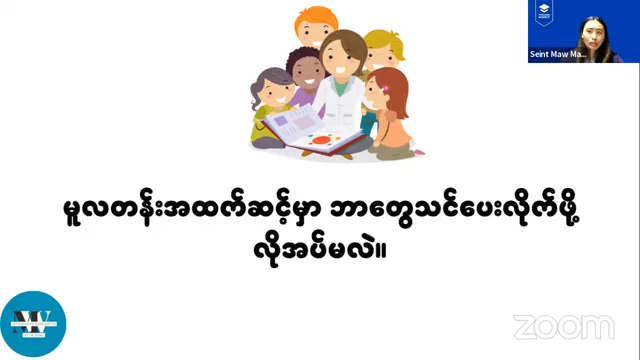 Seint Maw Ma...
မူလတန်းအထက်ဆင့်မှာ ဘာတွေသင်ပေးလိုက်ဖို့
လိုအပ်မလဲ။
zoom